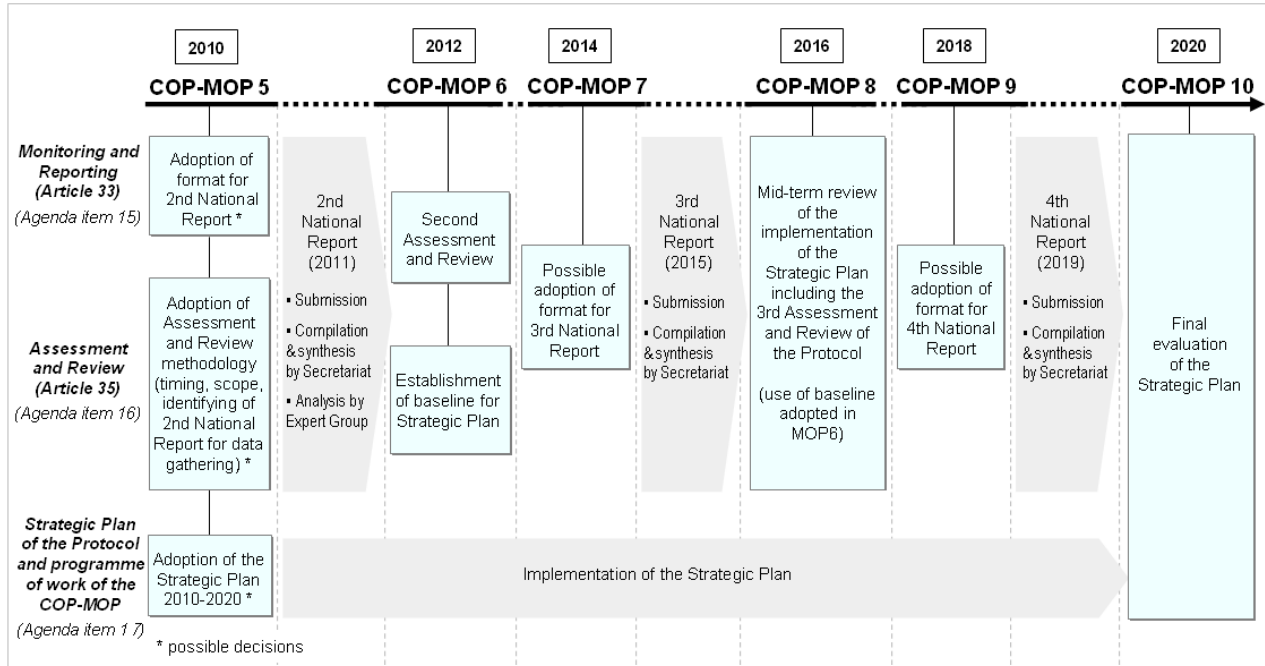 2010
2012
2014
2016
2018
2020
COP-MOP 5
COP-MOP 6
COP-MOP 7
COP-MOP 8
COP-MOP 9
COP-MOP 10
Monitoring and
Reporting
(Article 33)
(Agenda item 15)
Assessment
and Review
(Article 35)
(Agenda item 16)
Strategic Plan
of the Protocol
and programme
of work of the
COP-MOP
(Agenda item 1 7)
Adoption of
format for
2nd National
Report *
Adoption of
Assessment
and Review
methodology
(timing, scope,
identifying of
2nd National
Report for data
gathering) *
Adoption of the
Strategic Plan
2010-2020 *
* possible decisions
2nd
National
Report
(2011)
▪ Submission
▪ Compilation
&synthesis
by Secretariat
▪ Analysis by
Expert Group
Second
Assessment
and Review
Establishment
of baseline for
Strategic Plan
Possible
adoption of
format for
3rd National
Report
3rd
National
Report
(2015)
▪ Submission
▪ Compilation
&synthesis
by Secretariat
Mid-term review
of the
implementation
of the
Strategic Plan
including the
3rd Assessment
and Review of
the Protocol
(use of baseline
adopted in
MOP6)
Possible
adoption of
format for
4th National
Report
4th
National
Report
(2019)
▪ Submission
▪ Compilation
&synthesis
by Secretariat
Final
evaluation
of the
Strategic Plan
Implementation of the Strategic Plan